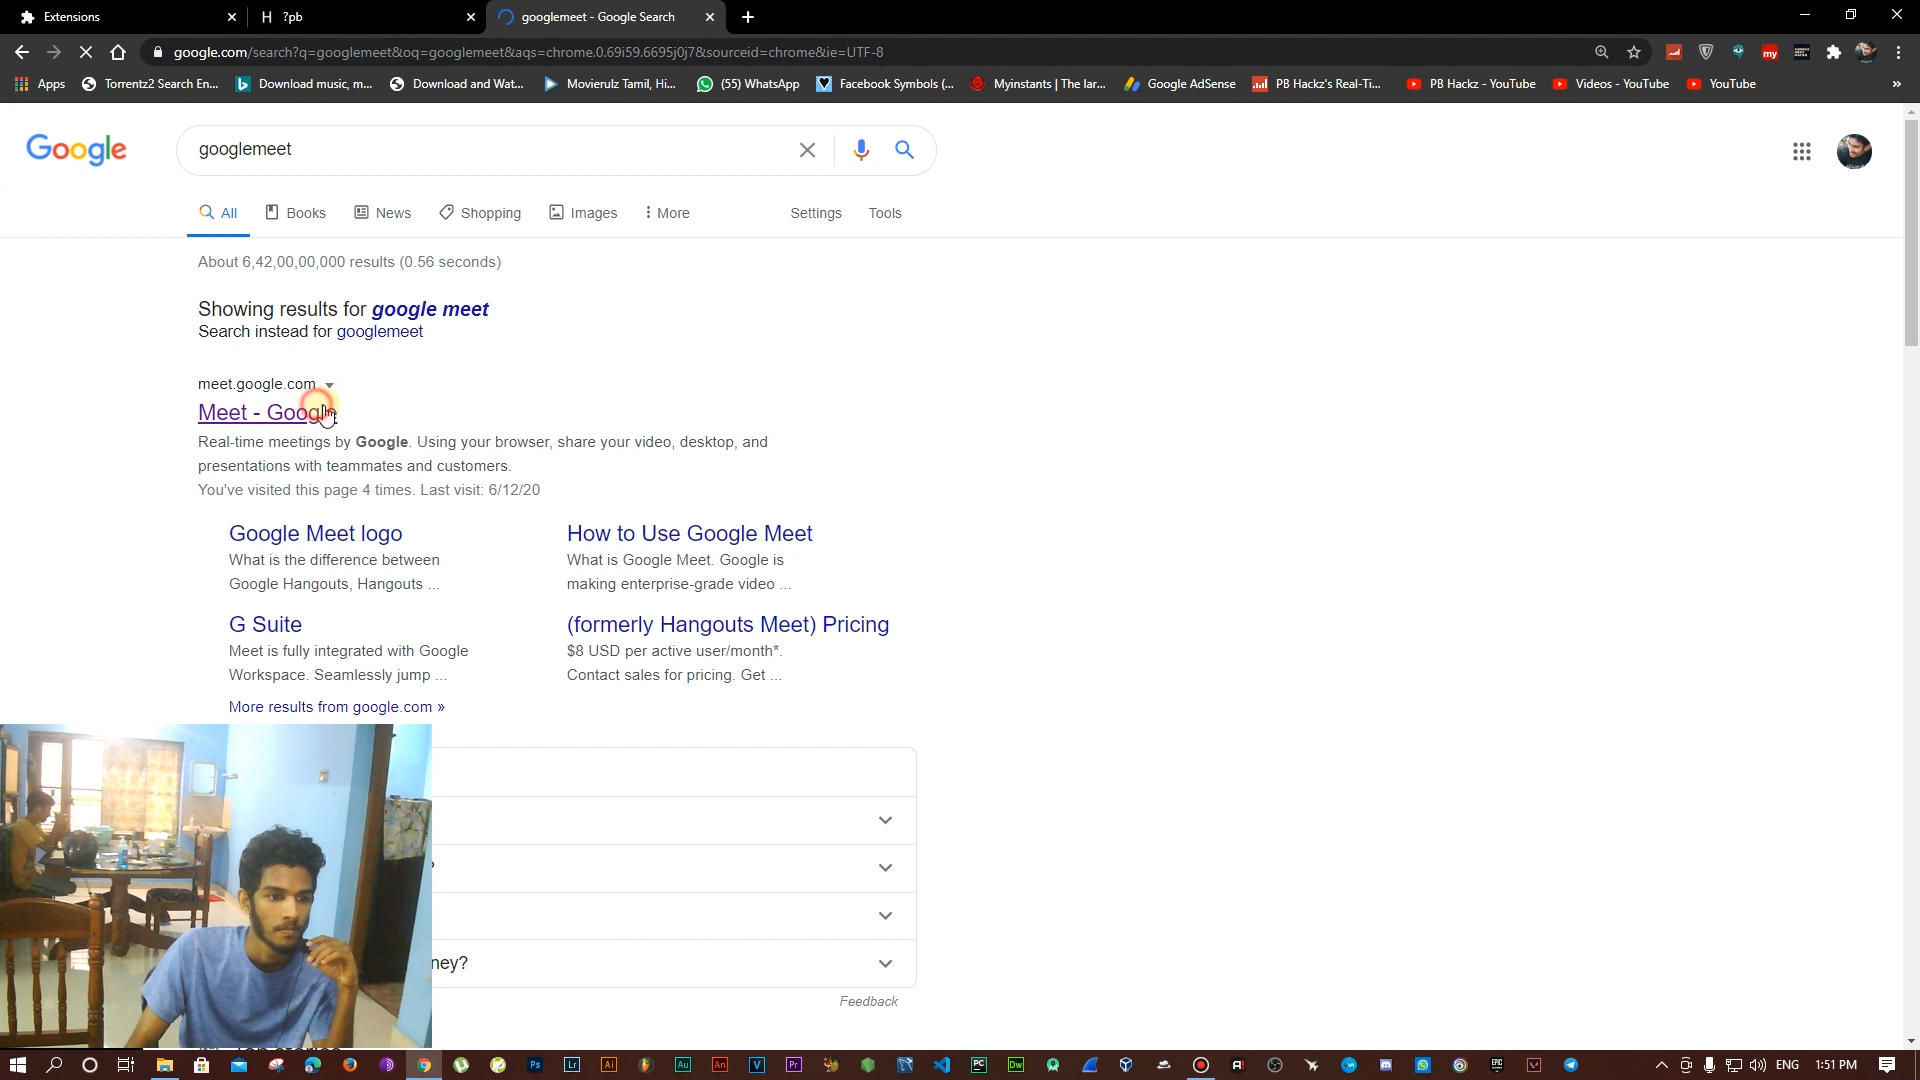 Extensions
?pb
googlemeet - Google Search
google.com/search?q=googlemeet&oq=googlemeet&aqs=chrome.0.69i59.6695j0j7&sourceid=chrome&ie=UTF-8
Apps
Torrentz2 Search En...
Download music, m...
Download and Wat...
Movierulz Tamil, Hi...
(55) WhatsApp
Facebook Symbols (...
Myinstants | The lar...
Google AdSense
PB Hackz's Real-Ti...
PB Hackz - YouTube
Videos - YouTube
YouTube
»
Google
googlemeet
All
Books
News
Shopping
Images
More
Settings
Tools
About 6,42,00,00,000 results (0.56 seconds)
Showing results for google meet
Search instead for googlemeet
meet.google.com
Meet - Google
Real-time meetings by Google. Using your browser, share your video, desktop, and
presentations with teammates and customers.
You've visited this page 4 times. Last visit: 6/12/20
Google Meet logo
What is the difference between
Google Hangouts, Hangouts ...
How to Use Google Meet
What is Google Meet. Google is
making enterprise-grade video ...
G Suite
Meet is fully integrated with Google
Workspace. Seamlessly jump ...
(formerly Hangouts Meet) Pricing
$8 USD per active user/month*.
Contact sales for pricing. Get ...
More results from google.com »
?
ney?
Feedback
ENG
1:51 PM